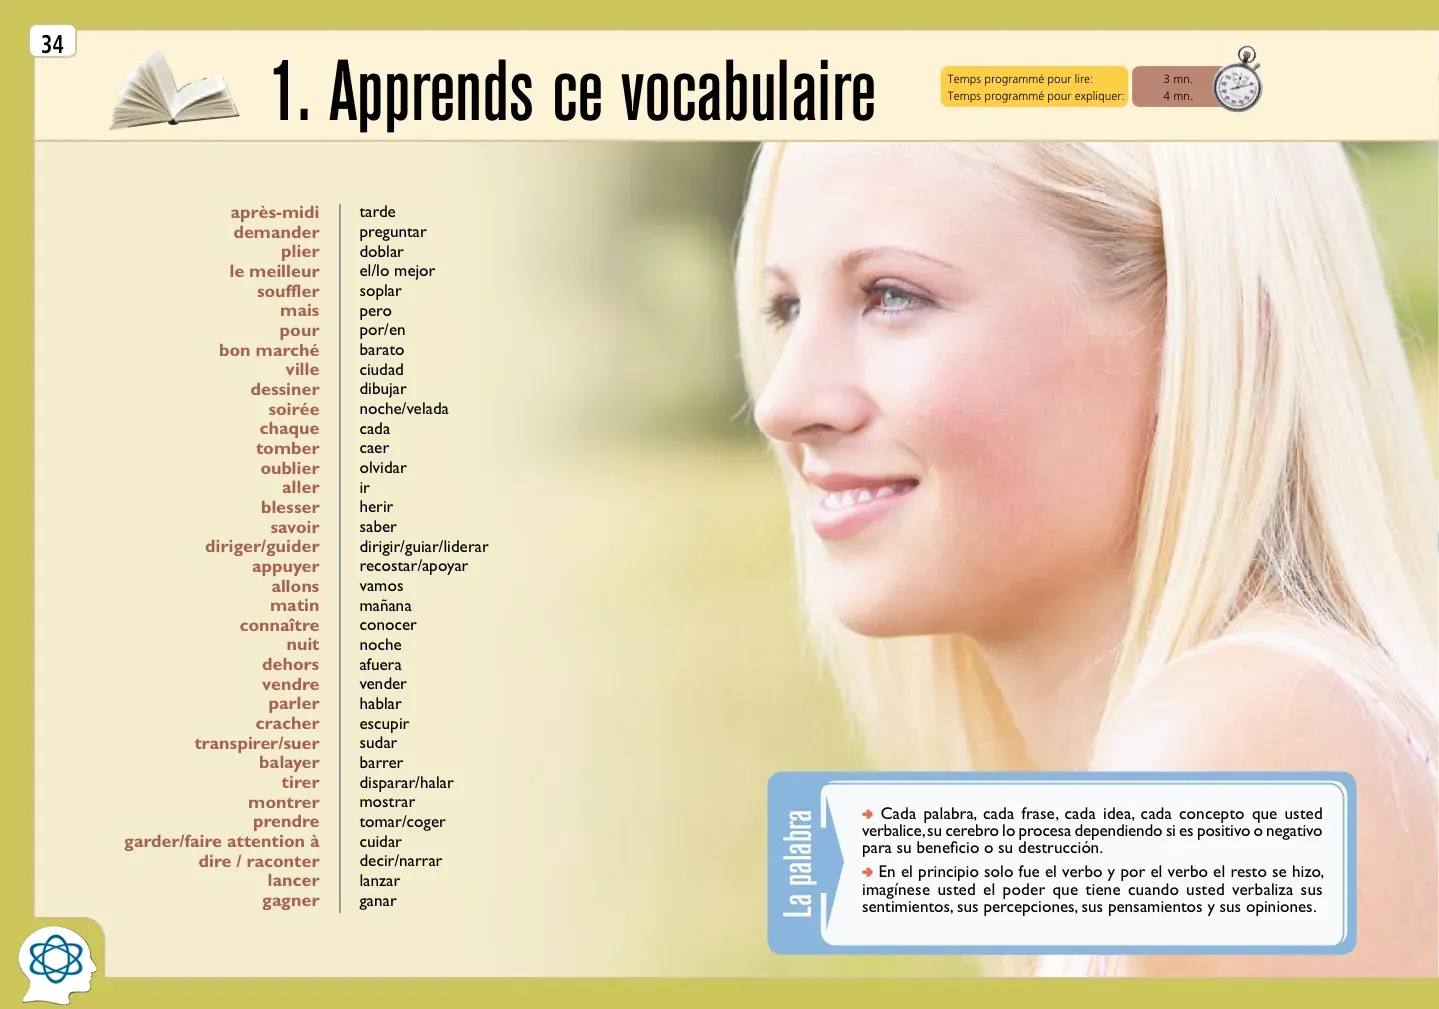 34
1. Apprends ce vocabulaire
Temps programmé pour lire: 3 mn.
Temps programmé pour expliquer: 4 mn.
après-midi tarde
demander preguntar
plier doblar
le meilleur el/lo mejor
souffler soplar
mais pero
pour por/en
bon marché barato
ville ciudad
dessiner dibujar
soirée noche/velada
chaque cada
tomber caer
oublier olvidar
aller ir
blesser herir
savoir saber
diriger/guider dirigir/guiar/liderar
appuyer recostar/apoyar
allons vamos
matin mañana
connaître conocer
nuit noche
dehors afuera
vendre vender
parler hablar
cracher escupir
transpirer/suer sudar
balayer barrer
tirer disparar/halar
montrer mostrar
prendre tomar/coger
garder/faire attention à cuidar
dire / raconter decir/narrar
lancer lanzar
gagner ganar
La palabra
➜ Cada palabra, cada frase, cada idea, cada concepto que usted
verbalice, su cerebro lo procesa dependiendo si es positivo o negativo
para su beneficio o su destrucción.
➜ En el principio solo fue el verbo y por el verbo el resto se hizo,
imagínese usted el poder que tiene cuando usted verbaliza sus
sentimientos, sus percepciones, sus pensamientos y sus opiniones.